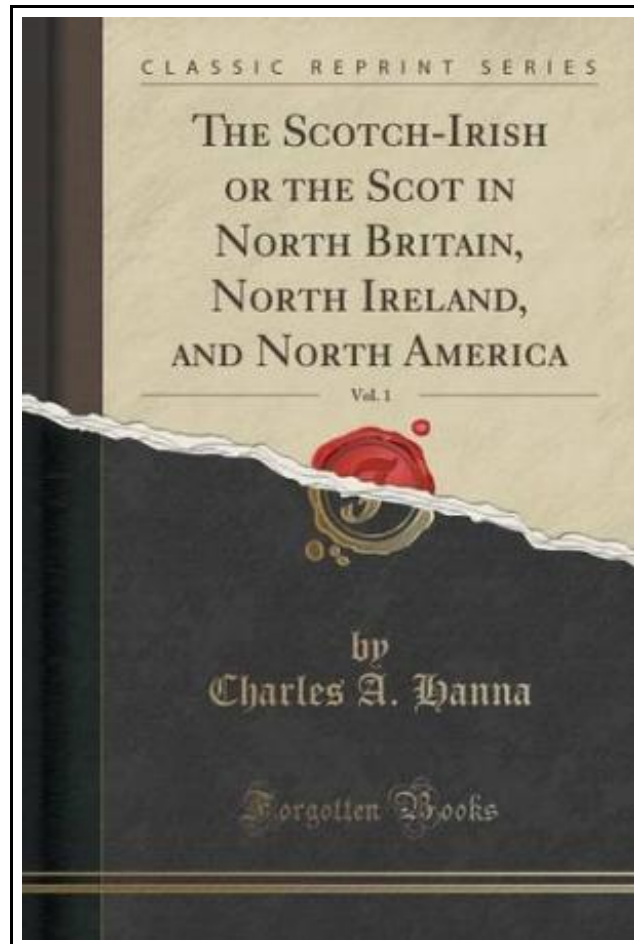 CLASSIC REPRINT SERIES
THE SCOTCH-IRISH
OR THE SCOT IN
NORTH BRITAIN,
NORTH IRELAND,
AND NORTH AMERICA
Vol. 1
F
by
Charles A. Hanna
Forgotten Books